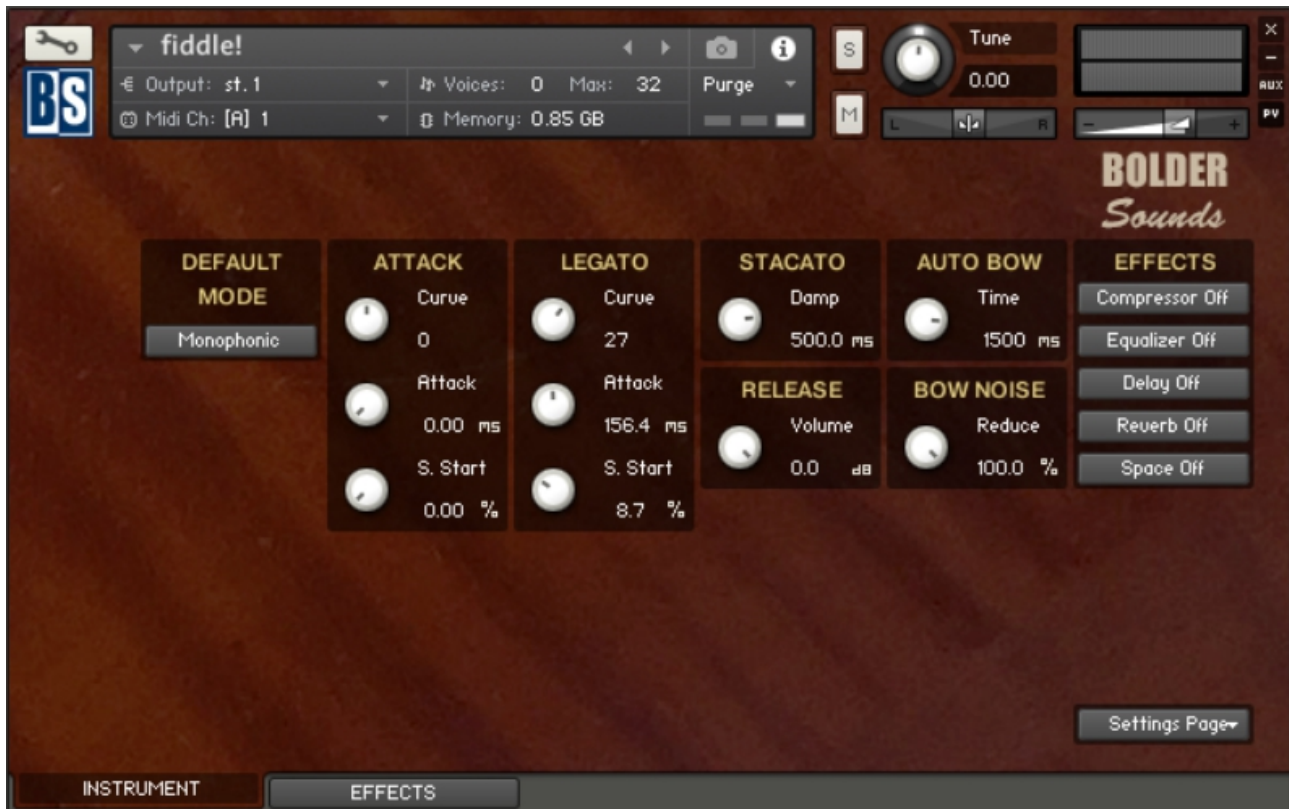 fiddle!
S
Tune
×
−
Output: st.1
Voices: 0 Max: 32
Purge
0.00
AUX
BS
Midi Ch: [A] 1
Memory: 0.85 GB
M
L
R
−
+
PV
BOLDER
Sounds
DEFAULT
MODE
Monophonic
ATTACK
Curve
0
Attack
0.00 ms
S. Start
0.00 %
LEGATO
Curve
27
Attack
156.4 ms
S. Start
8.7 %
STACATO
Damp
500.0 ms
RELEASE
Volume
0.0 dB
AUTO BOW
Time
1500 ms
BOW NOISE
Reduce
100.0 %
EFFECTS
Compressor Off
Equalizer Off
Delay Off
Reverb Off
Space Off
Settings Page
INSTRUMENT
EFFECTS